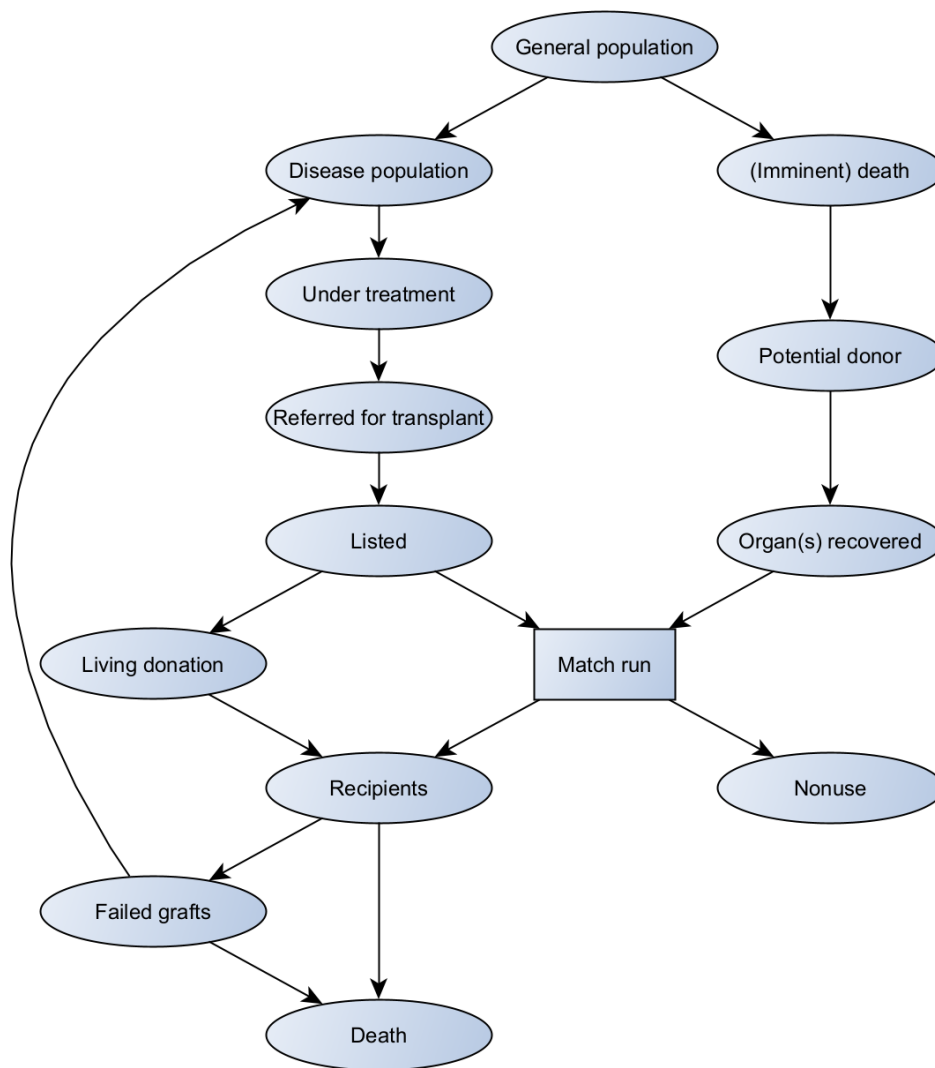 General population
Disease population
(Imminent) death
Under treatment
Potential donor
Referred for transplant
Listed
Organ(s) recovered
Living donation
Match run
Recipients
Nonuse
Failed grafts
Death